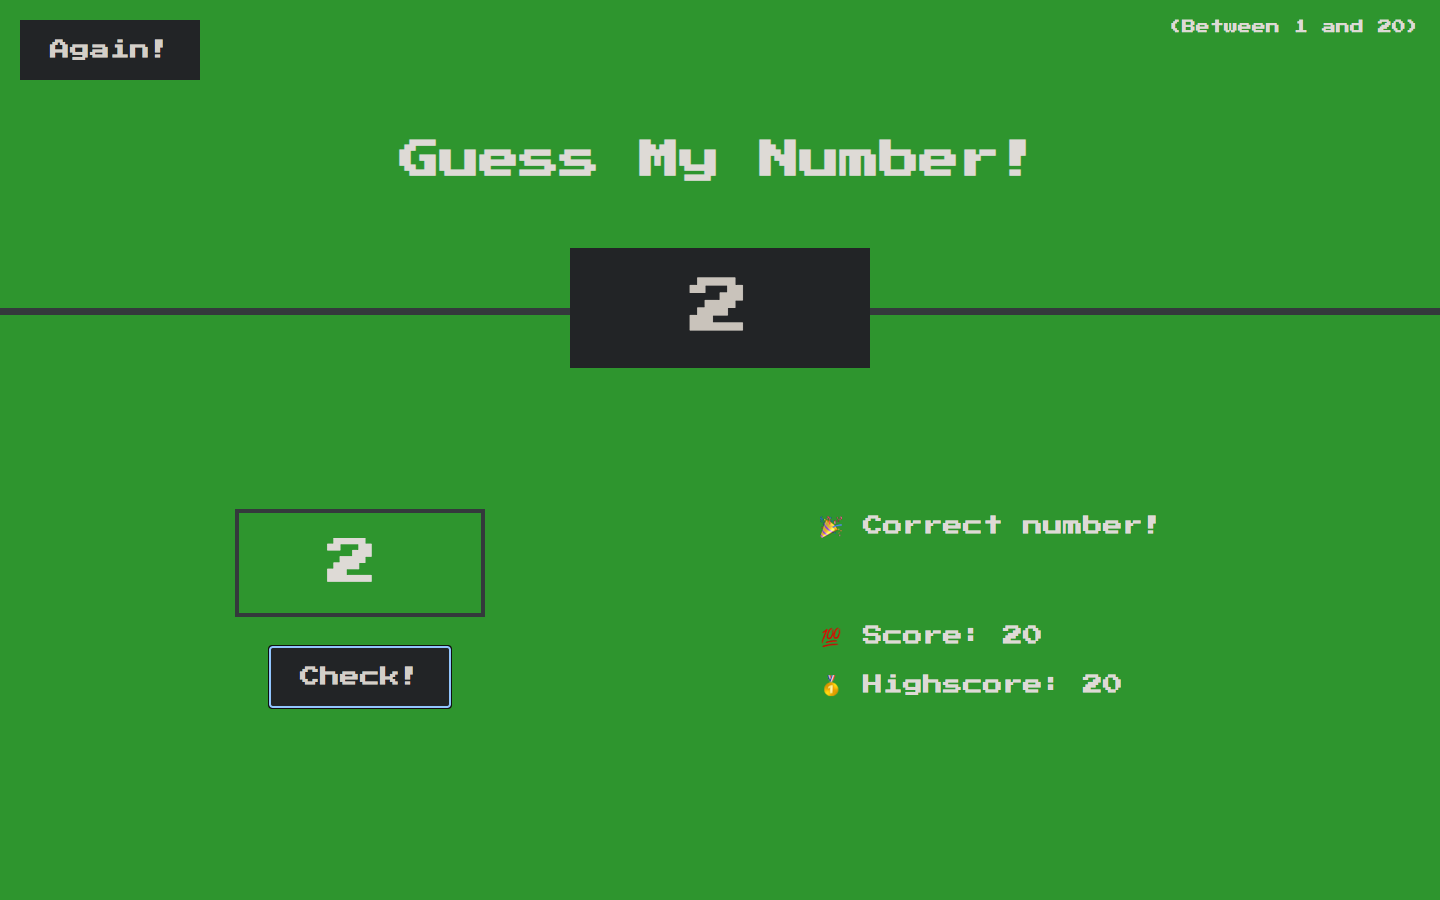 Again!
(Between 1 and 20)
Guess My Number!
2
2
Check!
🎉 Correct number!
💯 Score: 20
🥇 Highscore: 20